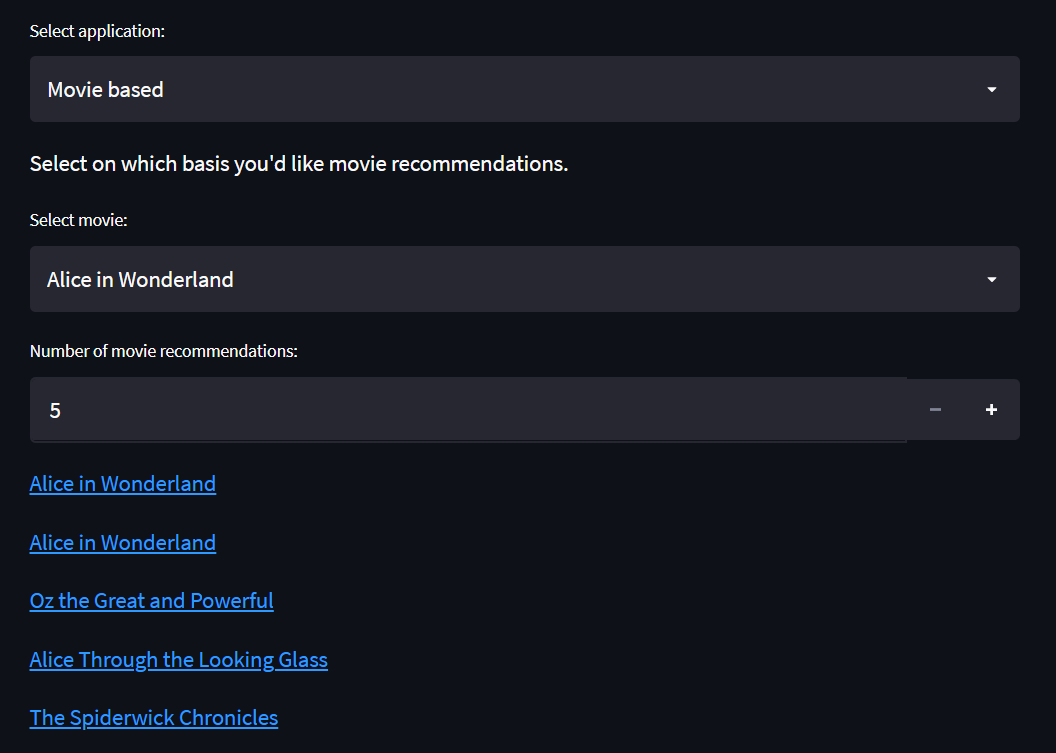 Select application:
Movie based
Select on which basis you'd like movie recommendations.
Select movie:
Alice in Wonderland
Number of movie recommendations:
5
Alice in Wonderland
Alice in Wonderland
Oz the Great and Powerful
Alice Through the Looking Glass
The Spiderwick Chronicles